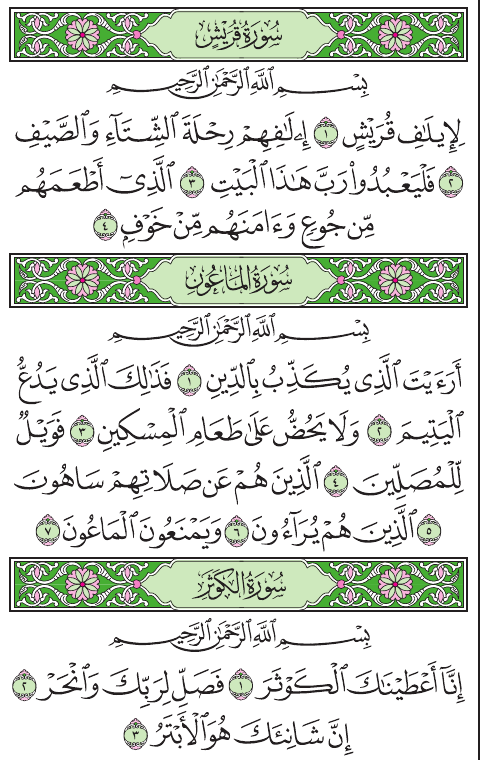 سُورَةُ قُرَيْشٍ
بِسْمِ ٱللَّهِ ٱلرَّحْمَٰنِ ٱلرَّحِيمِ
لِإِيلَٰفِ قُرَيْشٍ ١ إِۦلَٰفِهِمْ رِحْلَةَ ٱلشِّتَآءِ وَٱلصَّيْفِ
٢ فَلْيَعْبُدُوا۟ رَبَّ هَٰذَا ٱلْبَيْتِ ٣ ٱلَّذِىٓ أَطْعَمَهُم
مِّن جُوعٍ وَءَامَنَهُم مِّنْ خَوْفٍۭ ٤
سُورَةُ المَاعُونِ
بِسْمِ ٱللَّهِ ٱلرَّحْمَٰنِ ٱلرَّحِيمِ
أَرَءَيْتَ ٱلَّذِى يُكَذِّبُ بِٱلدِّينِ ١ فَذَٰلِكَ ٱلَّذِى يَدُعُّ
ٱلْيَتِيمَ ٢ وَلَا يَحُضُّ عَلَىٰ طَعَامِ ٱلْمِسْكِينِ ٣ فَوَيْلٌ
لِّلْمُصَلِّينَ ٤ ٱلَّذِينَ هُمْ عَن صَلَاتِهِمْ سَاهُونَ
٥ ٱلَّذِينَ هُمْ يُرَآءُونَ ٦ وَيَمْنَعُونَ ٱلْمَاعُونَ ٧
سُورَةُ الكَوْثَرِ
بِسْمِ ٱللَّهِ ٱلرَّحْمَٰنِ ٱلرَّحِيمِ
إِنَّآ أَعْطَيْنَٰكَ ٱلْكَوْثَرَ ١ فَصَلِّ لِرَبِّكَ وَٱنْحَرْ ٢
إِنَّ شَانِئَكَ هُوَ ٱلْأَبْتَرُ ٣